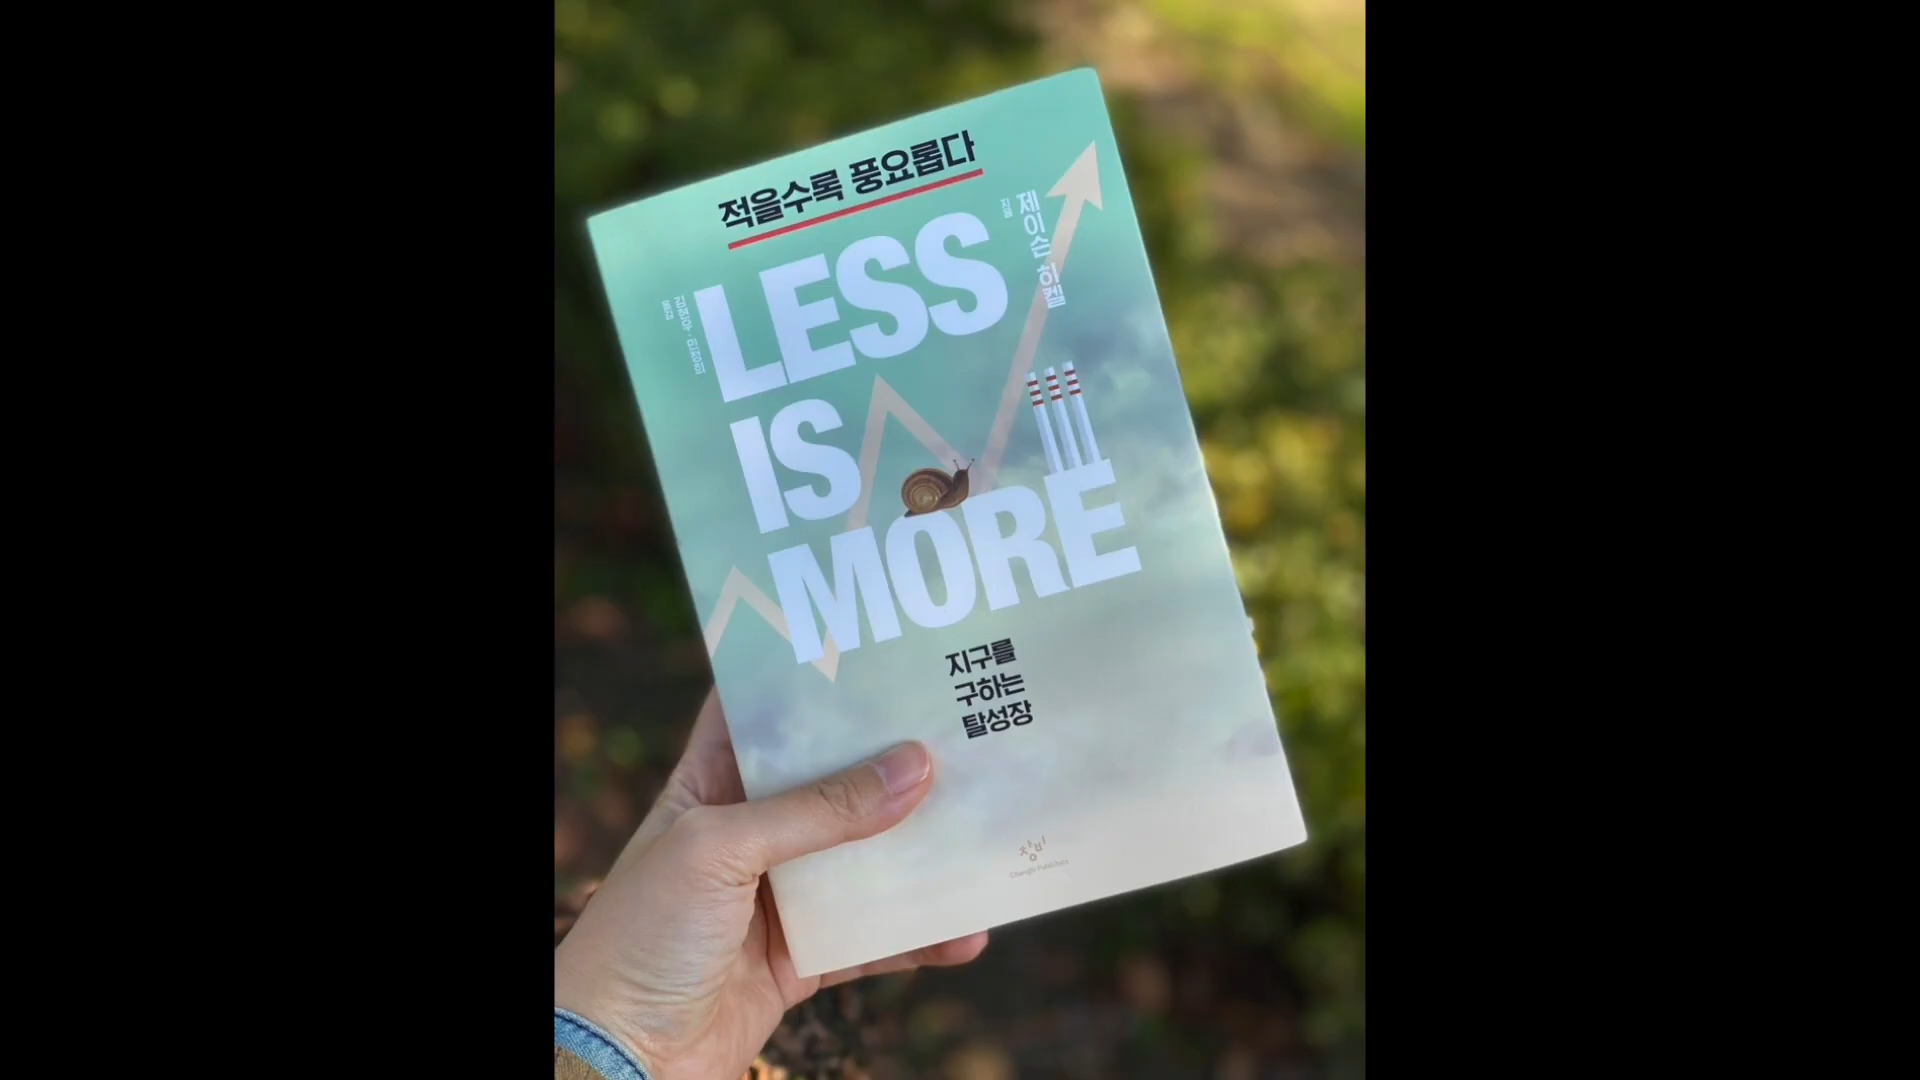 적을수록 풍요롭다
LESS
IS
MORE
제이슨 히켈
지음
김현우·민정희
옮김
지구를
구하는
탈성장
창비
Changbi Publishers